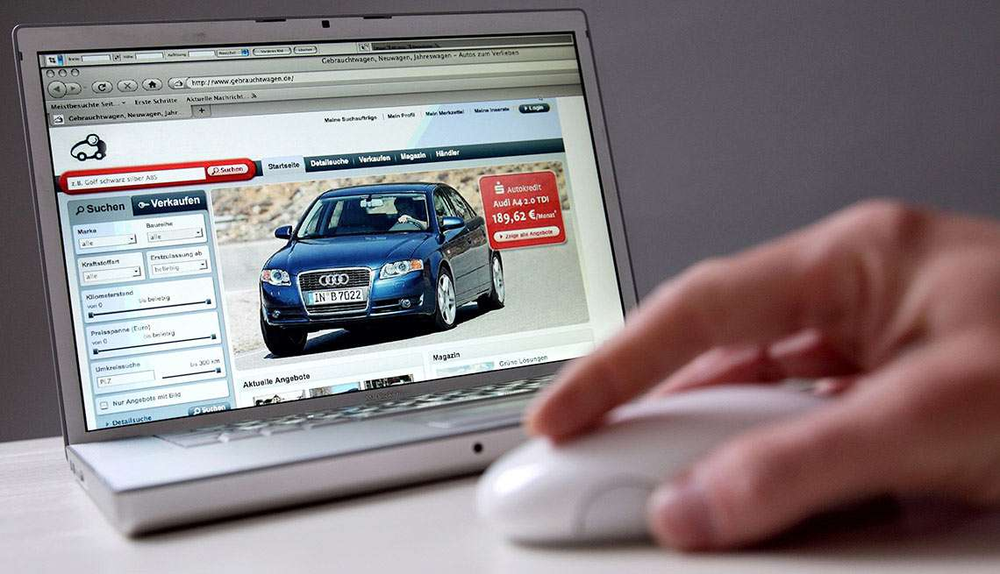 Gebrauchtwagen, Neuwagen, Jahreswagen – Autos zum Verlieben
http://www.gebrauchtwagen.de/
Meistbesuchte Seit... Erste Schritte Aktuelle Nachricht...
Gebrauchtwagen, Neuwagen, Jahr...
Meine Suchaufträge Mein Profil Mein Merkzettel Meine Inserate Login
z.B. Golf schwarz silber ABS Suchen
Startseite Detailsuche Verkaufen Magazin Händler
Suchen Verkaufen
Marke Baureihe
alle alle
Kraftstoffart Erstzulassung ab
alle beliebig
Kilometerstand
von 0 bis beliebig
Preisspanne (Euro)
von 0 bis beliebig
Umkreissuche bis 300 km
PLZ
Nur Angebote mit Bild
Suchen
Detailsuche
Autokredit
Audi A4 2.0 TDI
189,62 €/Monat*
Zeige alle Angebote
IN B 7022
Aktuelle Angebote
Magazin
Grüne Lösungen